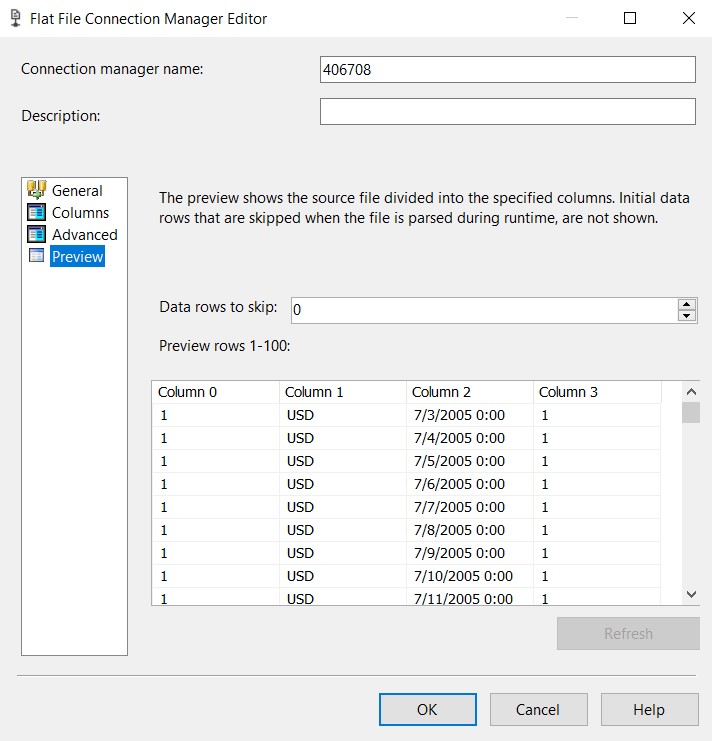 Flat File Connection Manager Editor
Connection manager name: 406708
Description:
General
Columns
Advanced
Preview
The preview shows the source file divided into the specified columns. Initial data
rows that are skipped when the file is parsed during runtime, are not shown.
Data rows to skip: 0
Preview rows 1-100:
Column 0 Column 1 Column 2 Column 3
1 USD 7/3/2005 0:00 1
1 USD 7/4/2005 0:00 1
1 USD 7/5/2005 0:00 1
1 USD 7/6/2005 0:00 1
1 USD 7/7/2005 0:00 1
1 USD 7/8/2005 0:00 1
1 USD 7/9/2005 0:00 1
1 USD 7/10/2005 0:00 1
1 USD 7/11/2005 0:00 1
Refresh
OK Cancel Help